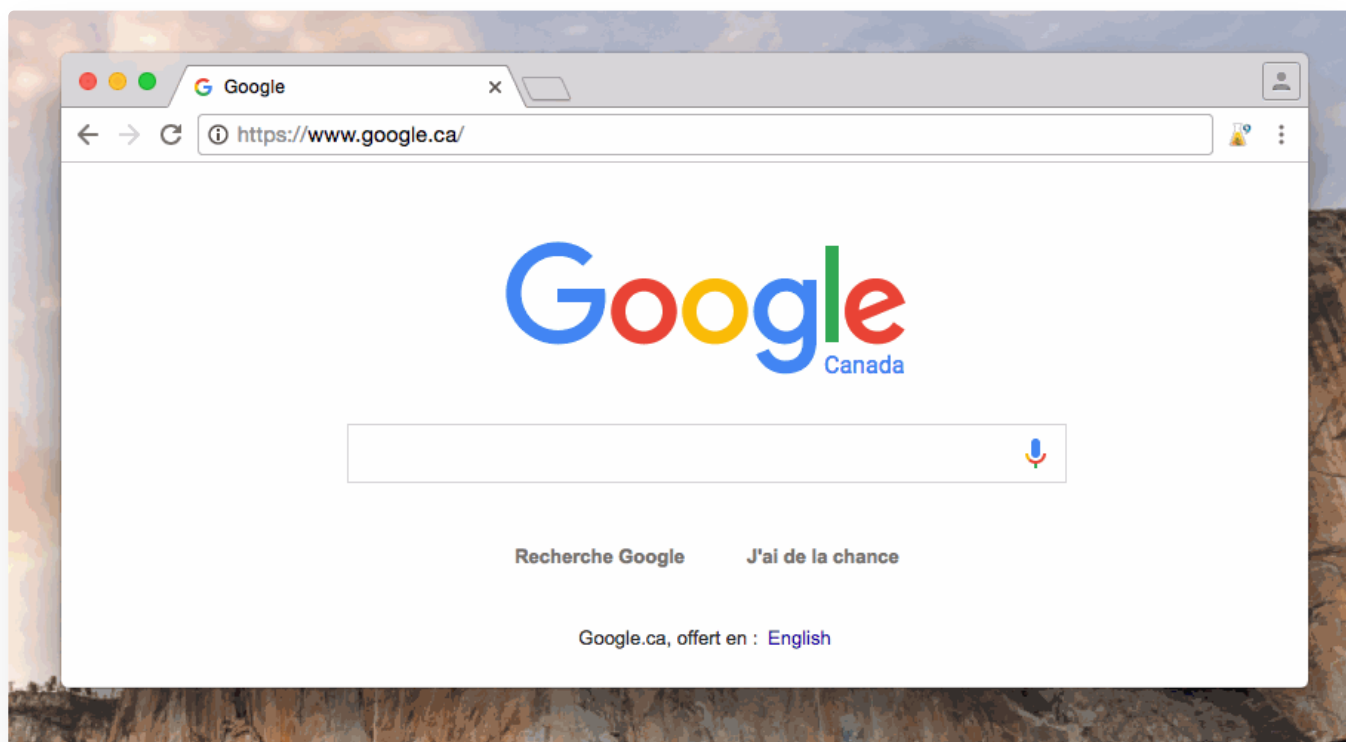 Google
https://www.google.ca/
Google
Canada
Recherche Google J'ai de la chance
Google.ca, offert en : English